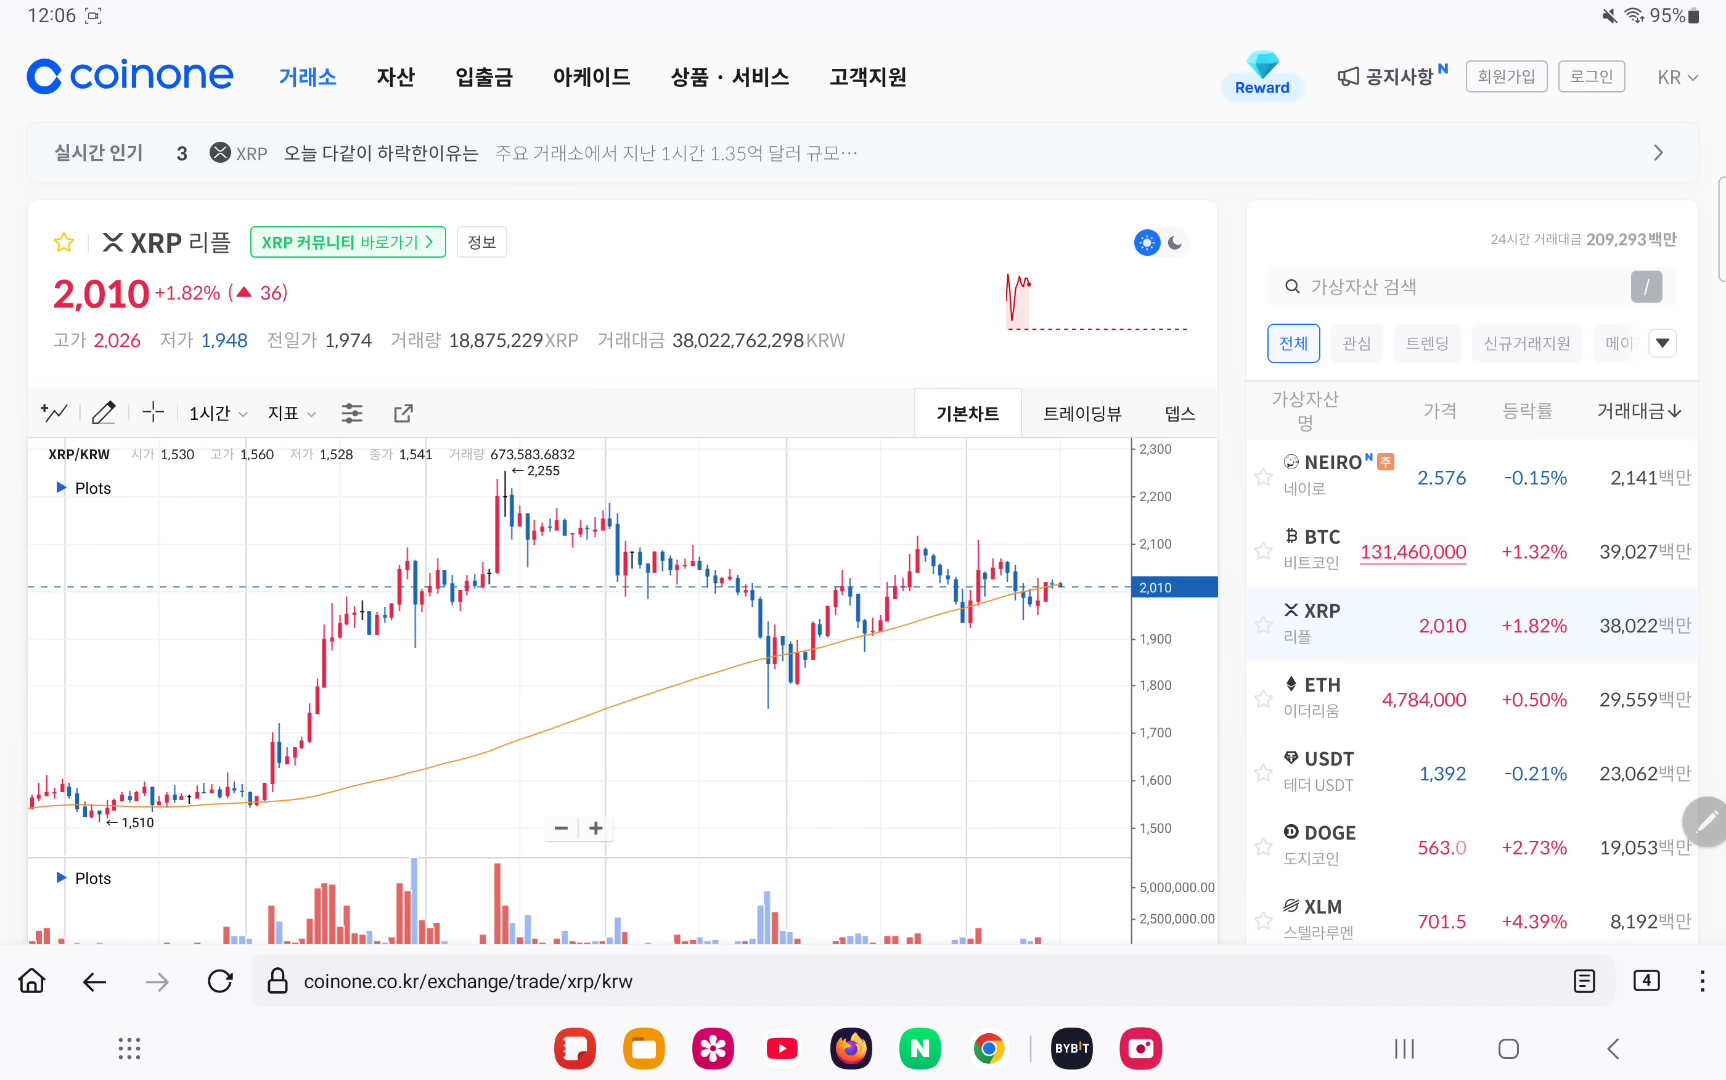 12:06
95%
coinone 거래소 자산 입출금 아케이드 상품 · 서비스 고객지원
Reward 공지사항 N 회원가입 로그인 KR
실시간 인기 3 XRP 오늘 다같이 하락한이유는 주요 거래소에서 지난 1시간 1.35억 달러 규모…
XRP 리플 XRP 커뮤니티 바로가기 정보
2,010 +1.82% (▲ 36)
고가 2,026 저가 1,948 전일가 1,974 거래량 18,875,229XRP 거래대금 38,022,762,298KRW
1시간 지표 기본차트 트레이딩뷰 뎁스
XRP/KRW 시가 1,530 고가 1,560 저가 1,528 종가 1,541 거래량 673,583.6832
← 2,255
Plots
← 1,510
2,300
2,200
2,100
2,010
1,900
1,800
1,700
1,600
1,500
− +
Plots
5,000,000.00
2,500,000.00
24시간 거래대금 209,293백만
가상자산 검색 /
전체 관심 트렌딩 신규거래지원 메이
가상자산명 가격 등락률 거래대금↓
NEIRO N 주 2.576 -0.15% 2,141백만
네이로
BTC 131,460,000 +1.32% 39,027백만
비트코인
XRP 2,010 +1.82% 38,022백만
리플
ETH 4,784,000 +0.50% 29,559백만
이더리움
USDT 1,392 -0.21% 23,062백만
테더 USDT
DOGE 563.0 +2.73% 19,053백만
도지코인
XLM 701.5 +4.39% 8,192백만
스텔라루멘
coinone.co.kr/exchange/trade/xrp/krw 4
N BYBIT